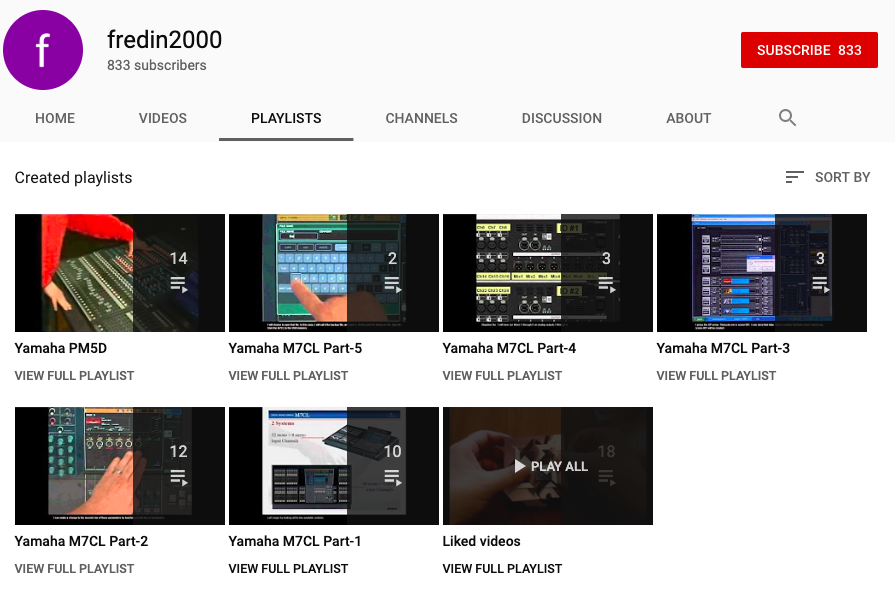 f
fredin2000
833 subscribers
SUBSCRIBE 833
HOME VIDEOS PLAYLISTS CHANNELS DISCUSSION ABOUT
Created playlists
SORT BY
14 2 3 3
Yamaha PM5D Yamaha M7CL Part-5 Yamaha M7CL Part-4 Yamaha M7CL Part-3
VIEW FULL PLAYLIST VIEW FULL PLAYLIST VIEW FULL PLAYLIST VIEW FULL PLAYLIST
M7CL
2 Systems
12 10 18
PLAY ALL
Yamaha M7CL Part-2 Yamaha M7CL Part-1 Liked videos
VIEW FULL PLAYLIST VIEW FULL PLAYLIST VIEW FULL PLAYLIST